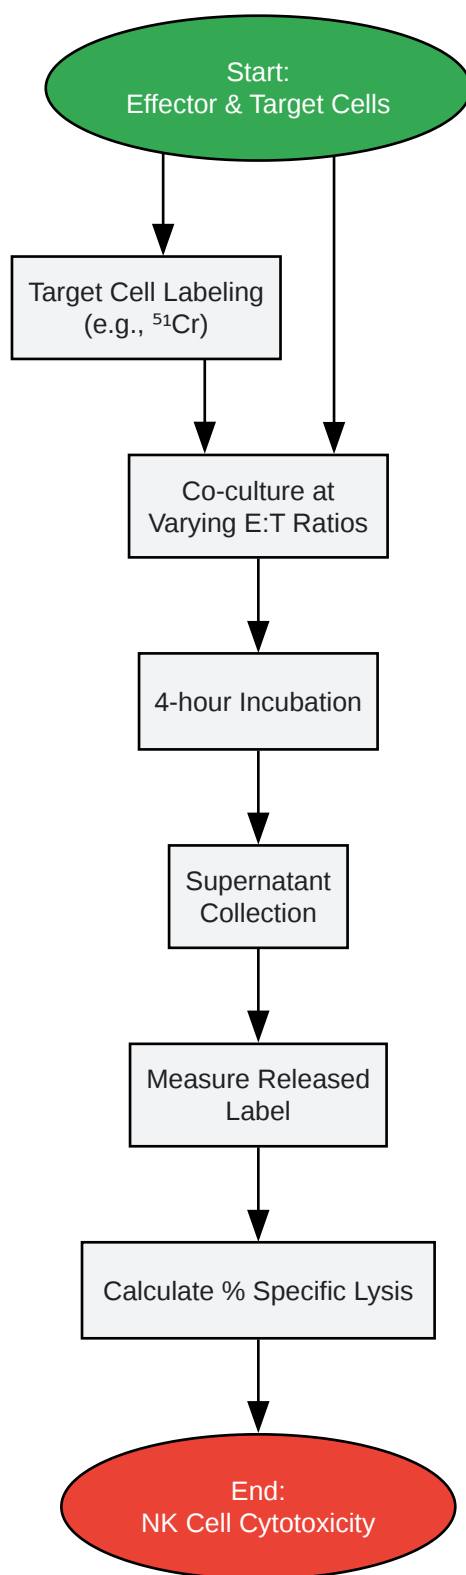 Start:
Effector & Target Cells
Target Cell Labeling
(e.g., ⁵¹Cr)
Co-culture at
Varying E:T Ratios
4-hour Incubation
Supernatant
Collection
Measure Released
Label
Calculate % Specific Lysis
End:
NK Cell Cytotoxicity